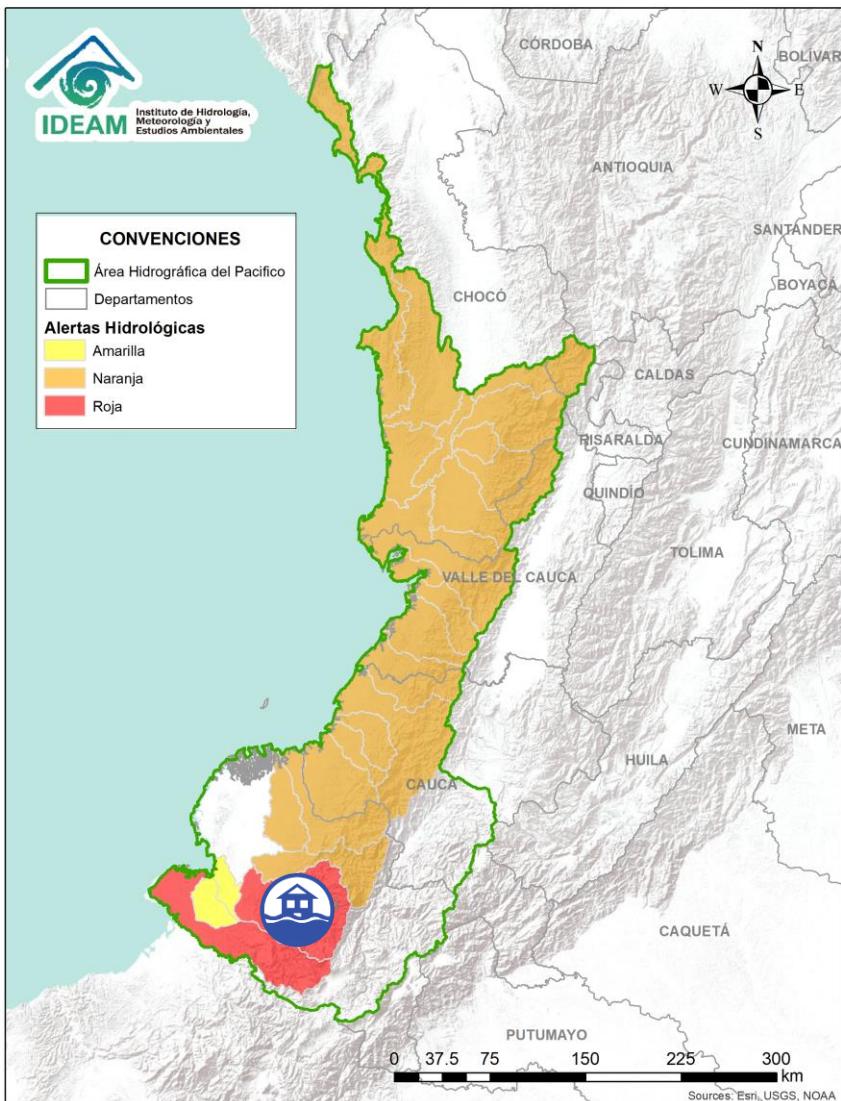 IDEAM
Instituto de Hidrología,
Meteorología y
Estudios Ambientales
CÓRDOBA
BOLÍVAR
N
W
E
S
ANTIOQUIA
SANTANDER
BOYACÁ
CONVENCIONES
Área Hidrográfica del Pacifico
Departamentos
Alertas Hidrológicas
Amarilla
Naranja
Roja
CHOCÓ
CALDAS
RISARALDA
CUNDINAMARCA
QUINDÍO
TOLIMA
VALLE DEL CAUCA
META
HUILA
CAUCA
CAQUETÁ
PUTUMAYO
0 37.5 75 150 225 300
km
Sources: Esri, USGS, NOAA